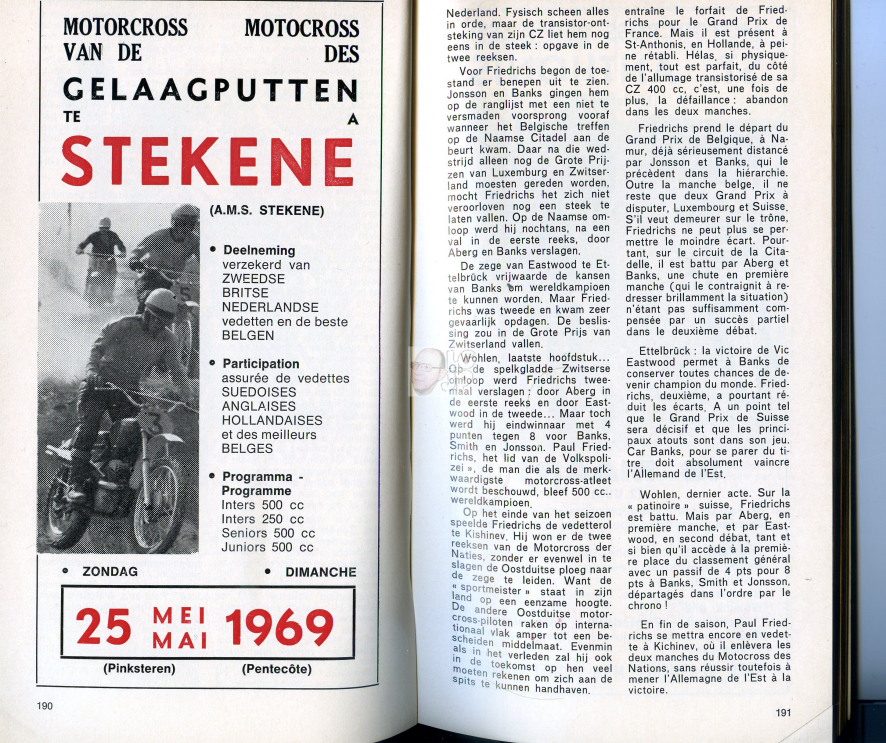 MOTORCROSS MOTOCROSS
VAN DE DES
GELAAGPUTTEN
TE A
STEKENE
(A.M.S. STEKENE)
• Deelneming
verzekerd van
ZWEEDSE
BRITSE
NEDERLANDSE
vedetten en de beste
BELGEN
• Participation
assurée de vedettes
SUEDOISES
ANGLAISES
HOLLANDAISES
et des meilleurs
BELGES
• Programma -
Programme
Inters 500 cc
Inters 250 cc
Seniors 500 cc
Juniors 500 cc
• ZONDAG • DIMANCHE
25 MEI MAI 1969
(Pinksteren) (Pentecôte)
190
Nederland. Fysisch scheen alles
in orde, maar de transistor-ont-
steking van zijn CZ liet hem nog
eens in de steek : opgave in de
twee reeksen.
Voor Friedrichs begon de toe-
stand er benepen uit te zien.
Jonsson en Banks gingen hem
op de ranglijst met een niet te
versmaden voorsprong vooraf
wanneer het Belgische treffen
op de Naamse Citadel aan de
beurt kwam. Daar na die wed-
strijd alleen nog de Grote Prij-
zen van Luxemburg en Zwitser-
land moesten gereden worden,
mocht Friedrichs het zich niet
veroorloven nog een steek te
laten vallen. Op de Naamse om-
loop werd hij nochtans, na een
val in de eerste reeks, door
Aberg en Banks verslagen.
De zege van Eastwood te Et-
telbrück vrijwaarde de kansen
van Banks om wereldkampioen
te kunnen worden. Maar Fried-
richs was tweede en kwam zeer
gevaarlijk opdagen. De beslis-
sing zou in de Grote Prijs van
Zwitserland vallen.
Wohlen, laatste hoofdstuk...
Op de spelkgladde Zwitserse
omloop werd Friedrichs twee-
maal verslagen : door Aberg in
de eerste reeks en door East-
wood in de tweede... Maar toch
werd hij eindwinnaar met 4
punten tegen 8 voor Banks,
Smith en Jonsson. Paul Fried-
richs, het lid van de Volkspoli-
zei », de man die als de merk-
waardigste motorcross-atleet
wordt beschouwd, bleef 500 cc..
wereldkampioen.
Op het einde van het seizoen
speelde Friedrichs de vedetterol
te Kishinev. Hij won er de twee
reeksen van de Motorcross der
Naties, zonder er evenwel in te
slagen de Oostduitse ploeg naar
de zege te leiden. Want de
« sportmeister » staat in zijn
land op een eenzame hoogte.
De andere Oostduitse motor-
cross-piloten raken op interna-
tionaal vlak amper tot een be-
scheiden middelmaat. Evenmin
als in het verleden zal hij ook
in de toekomst op hen veel
moeten rekenen om zich aan de
spits te kunnen handhaven.
entraîne le forfait de Fried-
richs pour le Grand Prix de
France. Mais il est présent à
St-Anthonis, en Hollande, à pei-
ne rétabli. Hélas, si physique-
ment, tout est parfait, du côté
de l'allumage transistorisé de sa
CZ 400 cc, c'est, une fois de
plus, la défaillance : abandon
dans les deux manches.
Friedrichs prend le départ du
Grand Prix de Belgique, à Na-
mur, déjà sérieusement distancé
par Jonsson et Banks, qui le
précèdent dans la hiérarchie.
Outre la manche belge, il ne
reste que deux Grand Prix à
disputer, Luxembourg et Suisse.
S'il veut demeurer sur le trône,
Friedrichs ne peut plus se per-
mettre le moindre écart. Pour-
tant, sur le circuit de la Cita-
delle, il est battu par Aberg et
Banks, une chute en première
manche (qui le contraignit à re-
dresser brillamment la situation)
n'étant pas suffisamment com-
pensée par un succès partiel
dans le deuxième débat.
Ettelbrück : la victoire de Vic
Eastwood permet à Banks de
conserver toutes chances de de-
venir champion du monde. Fried-
richs, deuxième, a pourtant ré-
duit les écarts. A un point tel
que le Grand Prix de Suisse
sera décisif et que les princi-
paux atouts sont dans son jeu.
Car Banks, pour se parer du ti-
tre doit absolument vaincre
l'Allemand de l'Est.
Wohlen, dernier acte. Sur la
« patinoire » suisse, Friedrichs
est battu. Mais par Aberg, en
première manche, et par East-
wood, en second débat, tant et
si bien qu'il accède à la premiè-
re place du classement général
avec un passif de 4 pts pour 8
pts à Banks, Smith et Jonsson,
départagés dans l'ordre par le
chrono !
En fin de saison, Paul Fried-
richs se mettra encore en vedet-
te à Kichinev, où il enlèvera les
deux manches du Motocross des
Nations, sans réussir toutefois à
mener l'Allemagne de l'Est à la
victoire.
191